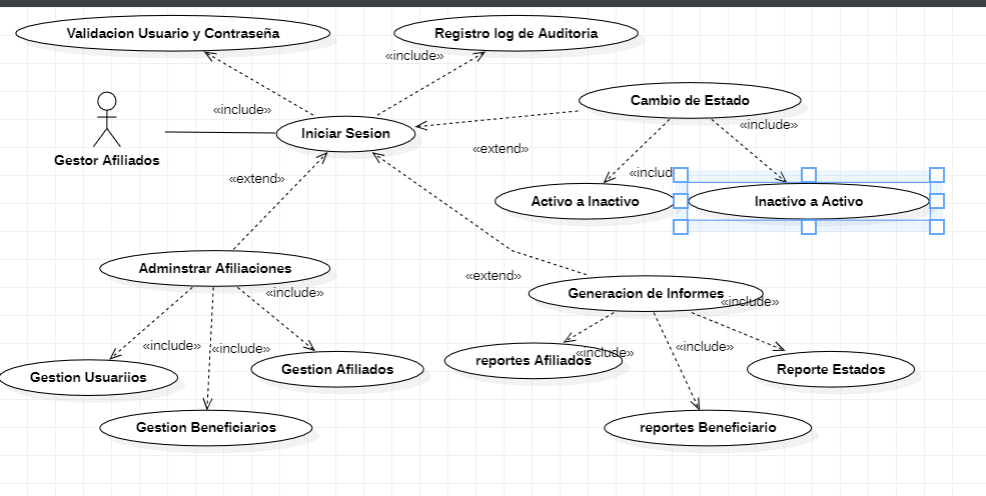 Validacion Usuario y Contraseña
Registro log de Auditoria
«include»
Cambio de Estado
«include»
«include»
Iniciar Sesion
«extend»
Gestor Afiliados
«includ
«extend»
Activo a Inactivo
Inactivo a Activo
Adminstrar Afiliaciones
«extend»
«include»
Generacion de Informes
«include»
«include»
«include»
«include»
«include»
reportes Afiliados
Gestion Afiliados
Reporte Estados
Gestion Usuariios
Gestion Beneficiarios
reportes Beneficiario